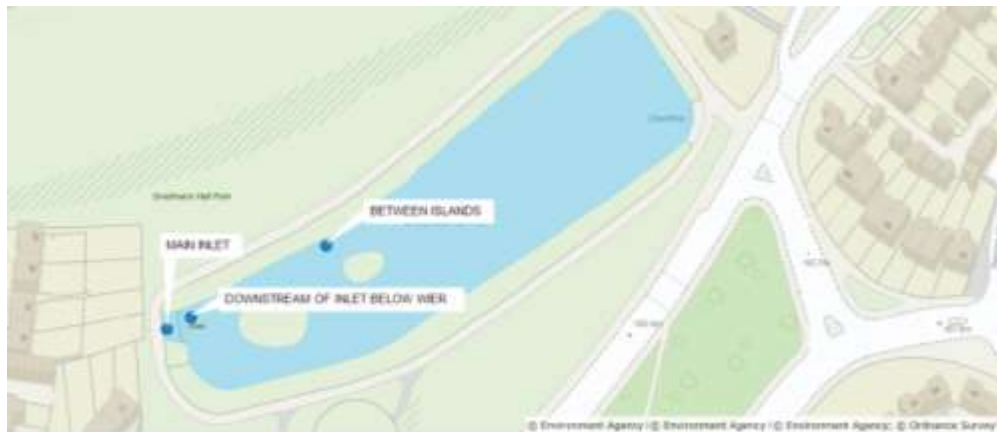 BETWEEN ISLANDS
MAIN INLET
DOWNSTREAM OF INLET BELOW WIER
© Environment Agency © Environment Agency © Environment Agency; © Ordnance Survey